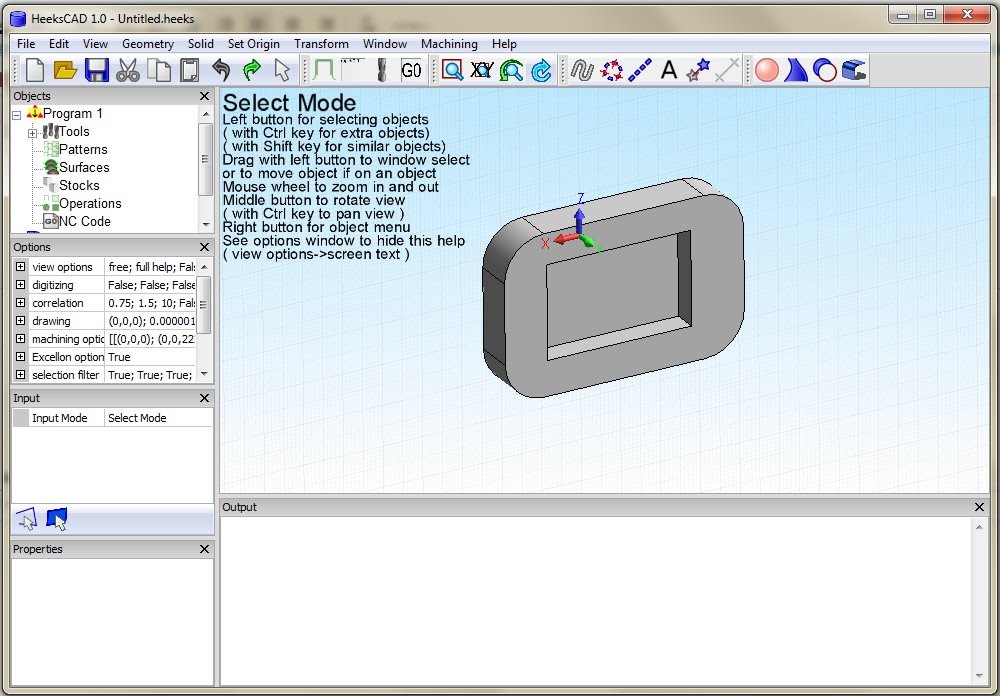 HeeksCAD 1.0 - Untitled.heeks
File Edit View Geometry Solid Set Origin Transform Window Machining Help
G0
A
Objects
Program 1
Tools
Patterns
Surfaces
Stocks
Operations
GO NC Code
Options
view options free; full help; Fal
digitizing False; False; False
correlation 0.75; 1.5; 10; Fal
drawing (0,0,0); 0.000001
machining optic [[(0,0,0); (0,0,22
Excellon option True
selection filter True; True; True;
Input
Input Mode Select Mode
Properties
Select Mode
Left button for selecting objects
( with Ctrl key for extra objects)
( with Shift key for similar objects)
Drag with left button to window select
or to move object if on an object
Mouse wheel to zoom in and out
Middle button to rotate view
( with Ctrl key to pan view )
Right button for object menu
See options window to hide this help
( view options->screen text )
Z
X
Output